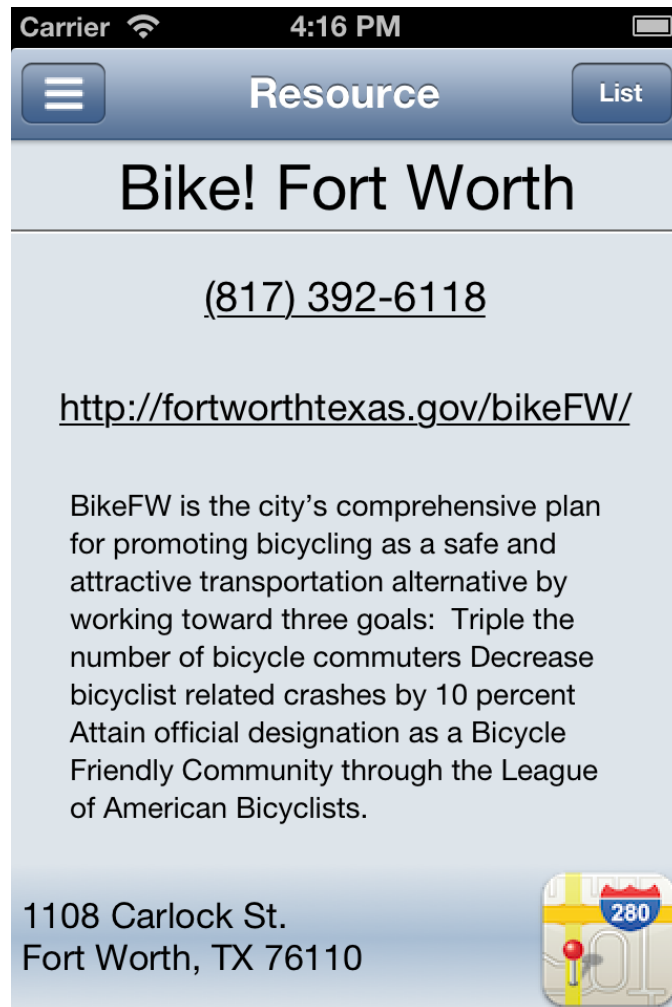 Carrier 4:16 PM
Resource List
Bike! Fort Worth
(817) 392-6118
http://fortworthtexas.gov/bikeFW/
BikeFW is the city’s comprehensive plan
for promoting bicycling as a safe and
attractive transportation alternative by
working toward three goals:  Triple the
number of bicycle commuters Decrease
bicyclist related crashes by 10 percent
Attain official designation as a Bicycle
Friendly Community through the League
of American Bicyclists.
1108 Carlock St.
Fort Worth, TX 76110
280